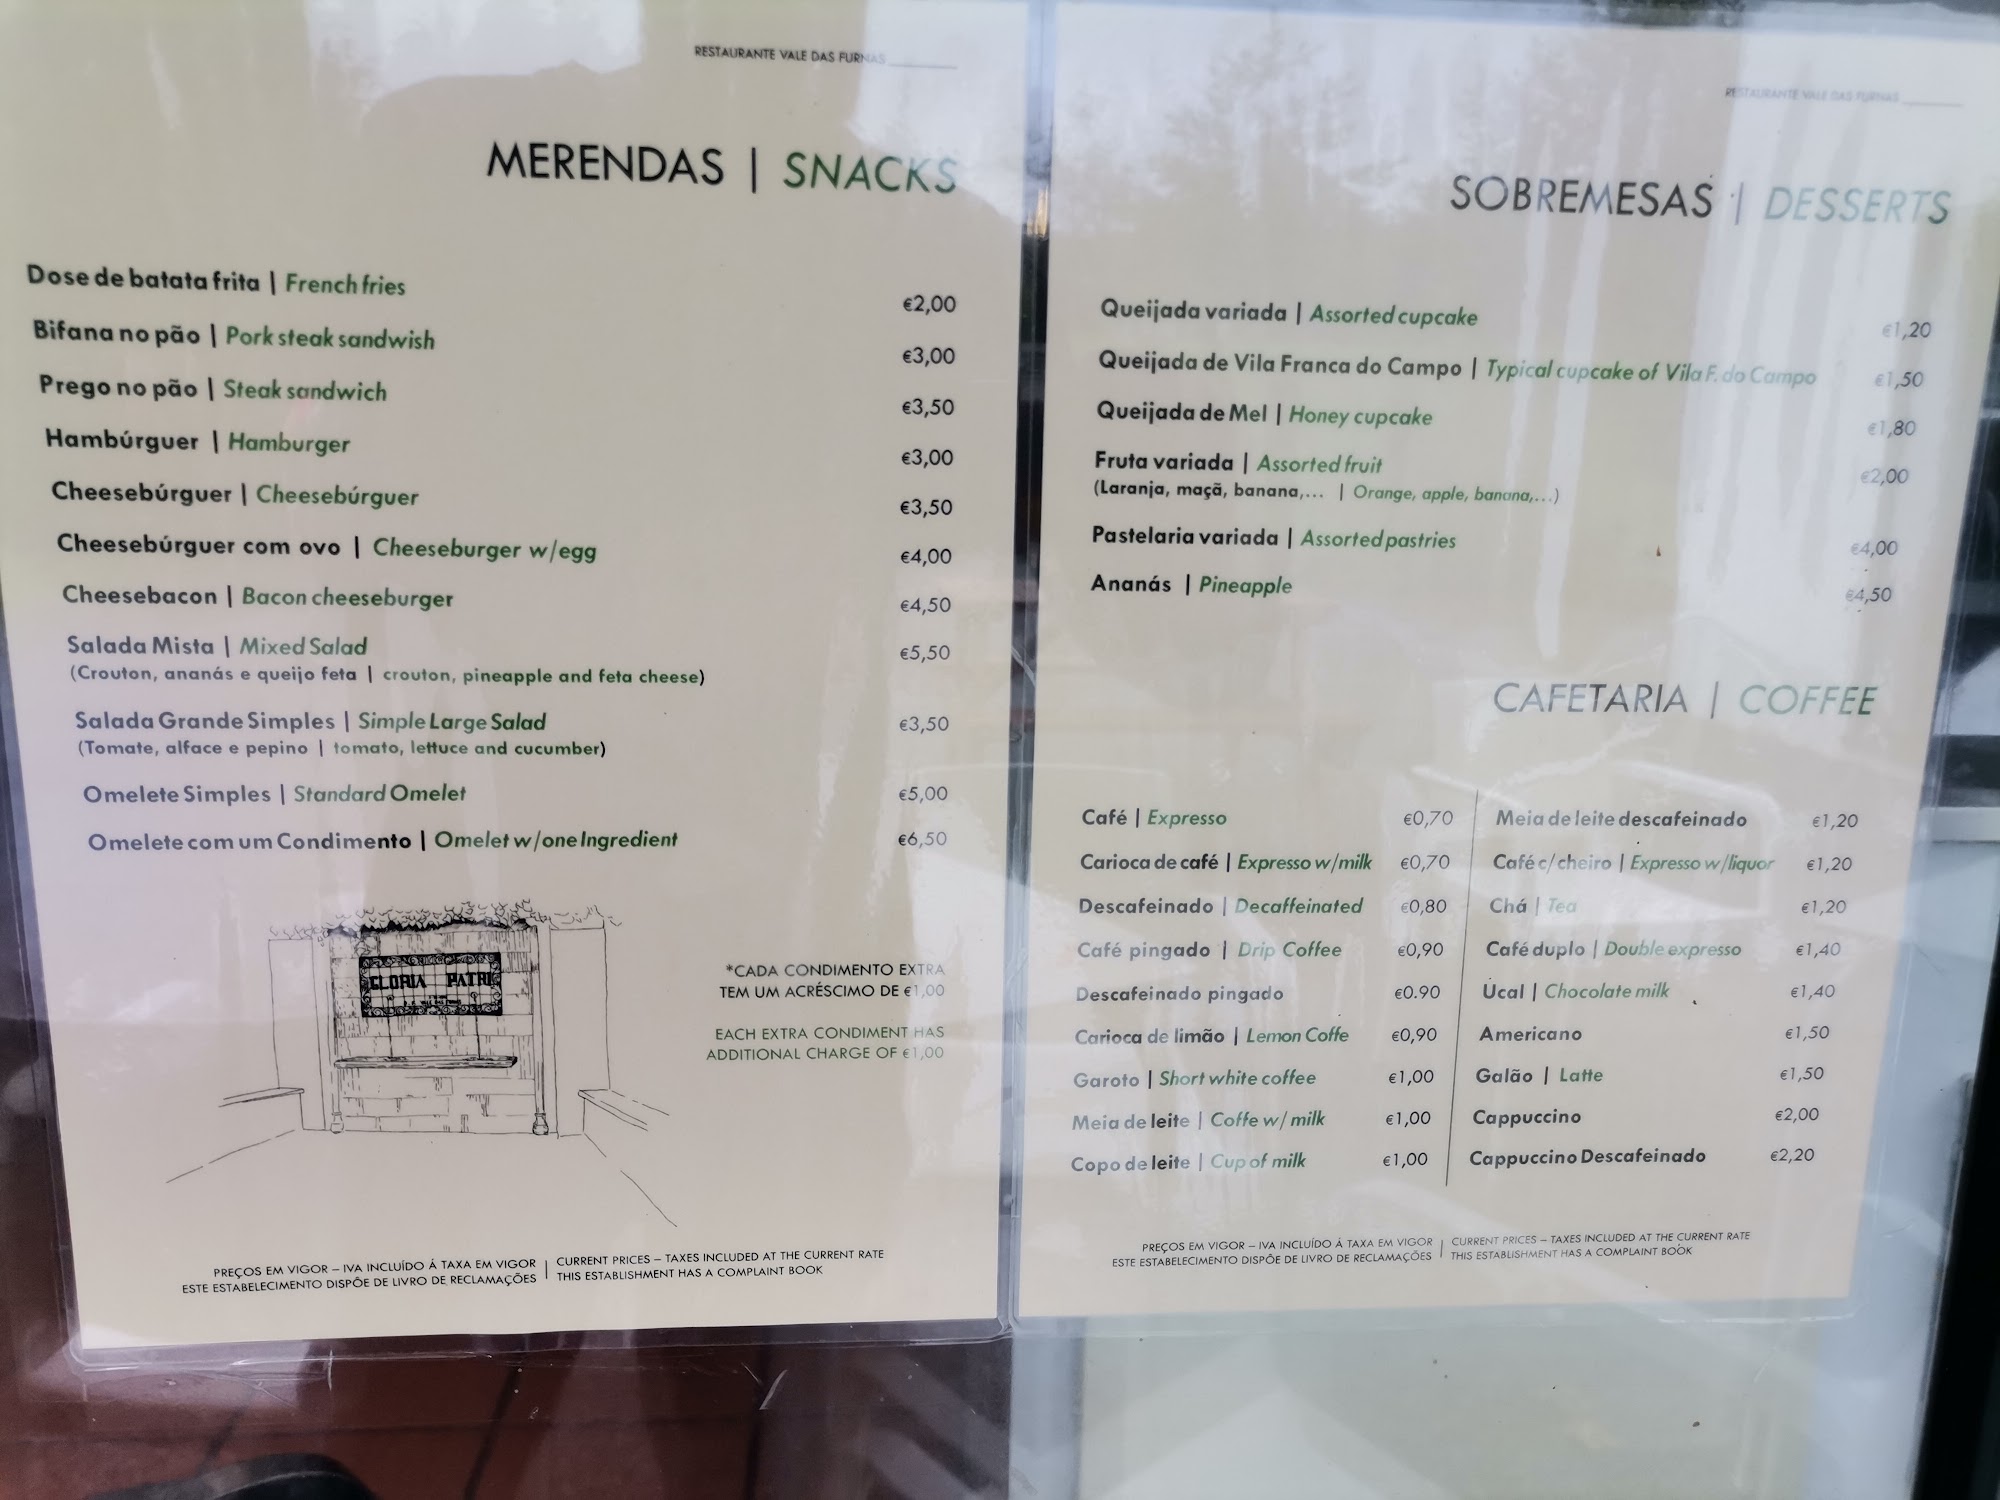 RESTAURANTE VALE DAS FURNAS
MERENDAS | SNACKS
Dose de batata frita | French fries €2,00
Bifana no pão | Pork steak sandwish €3,00
Prego no pão | Steak sandwich €3,50
Hambúrguer | Hamburger €3,00
Cheesebúrguer | Cheesebúrguer €3,50
Cheesebúrguer com ovo | Cheeseburger w/egg €4,00
Cheesebacon | Bacon cheeseburger €4,50
Salada Mista | Mixed Salad €5,50
(Crouton, ananás e queijo feta | crouton, pineapple and feta cheese)
Salada Grande Simples | Simple Large Salad €3,50
(Tomate, alface e pepino | tomato, lettuce and cucumber)
Omelete Simples | Standard Omelet €5,00
Omelete com um Condimento | Omelet w/one Ingredient €6,50
GLORIA PATRI
*CADA CONDIMENTO EXTRA
TEM UM ACRÉSCIMO DE €1,00
EACH EXTRA CONDIMENT HAS
ADDITIONAL CHARGE OF €1,00
PREÇOS EM VIGOR – IVA INCLUÍDO Á TAXA EM VIGOR | CURRENT PRICES – TAXES INCLUDED AT THE CURRENT RATE
ESTE ESTABELECIMENTO DISPÕE DE LIVRO DE RECLAMAÇÕES | THIS ESTABLISHMENT HAS A COMPLAINT BOOK
RESTAURANTE VALE DAS FURNAS
SOBREMESAS | DESSERTS
Queijada variada | Assorted cupcake €1,20
Queijada de Vila Franca do Campo | Typical cupcake of Vila F. do Campo €1,50
Queijada de Mel | Honey cupcake €1,80
Fruta variada | Assorted fruit €2,00
(Laranja, maçã, banana,... | Orange, apple, banana,...)
Pastelaria variada | Assorted pastries €4,00
Ananás | Pineapple €4,50
CAFETARIA | COFFEE
Café | Expresso €0,70
Carioca de café | Expresso w/milk €0,70
Descafeinado | Decaffeinated €0,80
Café pingado | Drip Coffee €0,90
Descafeinado pingado €0.90
Carioca de limão | Lemon Coffe €0,90
Garoto | Short white coffee €1,00
Meia de leite | Coffe w/ milk €1,00
Copo de leite | Cup of milk €1,00
Meia de leite descafeinado €1,20
Café c/cheiro | Expresso w/liquor €1,20
Chá | Tea €1,20
Café duplo | Double expresso €1,40
Ucal | Chocolate milk €1,40
Americano €1,50
Galão | Latte €1,50
Cappuccino €2,00
Cappuccino Descafeinado €2,20
PREÇOS EM VIGOR – IVA INCLUÍDO Á TAXA EM VIGOR | CURRENT PRICES – TAXES INCLUDED AT THE CURRENT RATE
ESTE ESTABELECIMENTO DISPÕE DE LIVRO DE RECLAMAÇÕES | THIS ESTABLISHMENT HAS A COMPLAINT BOOK